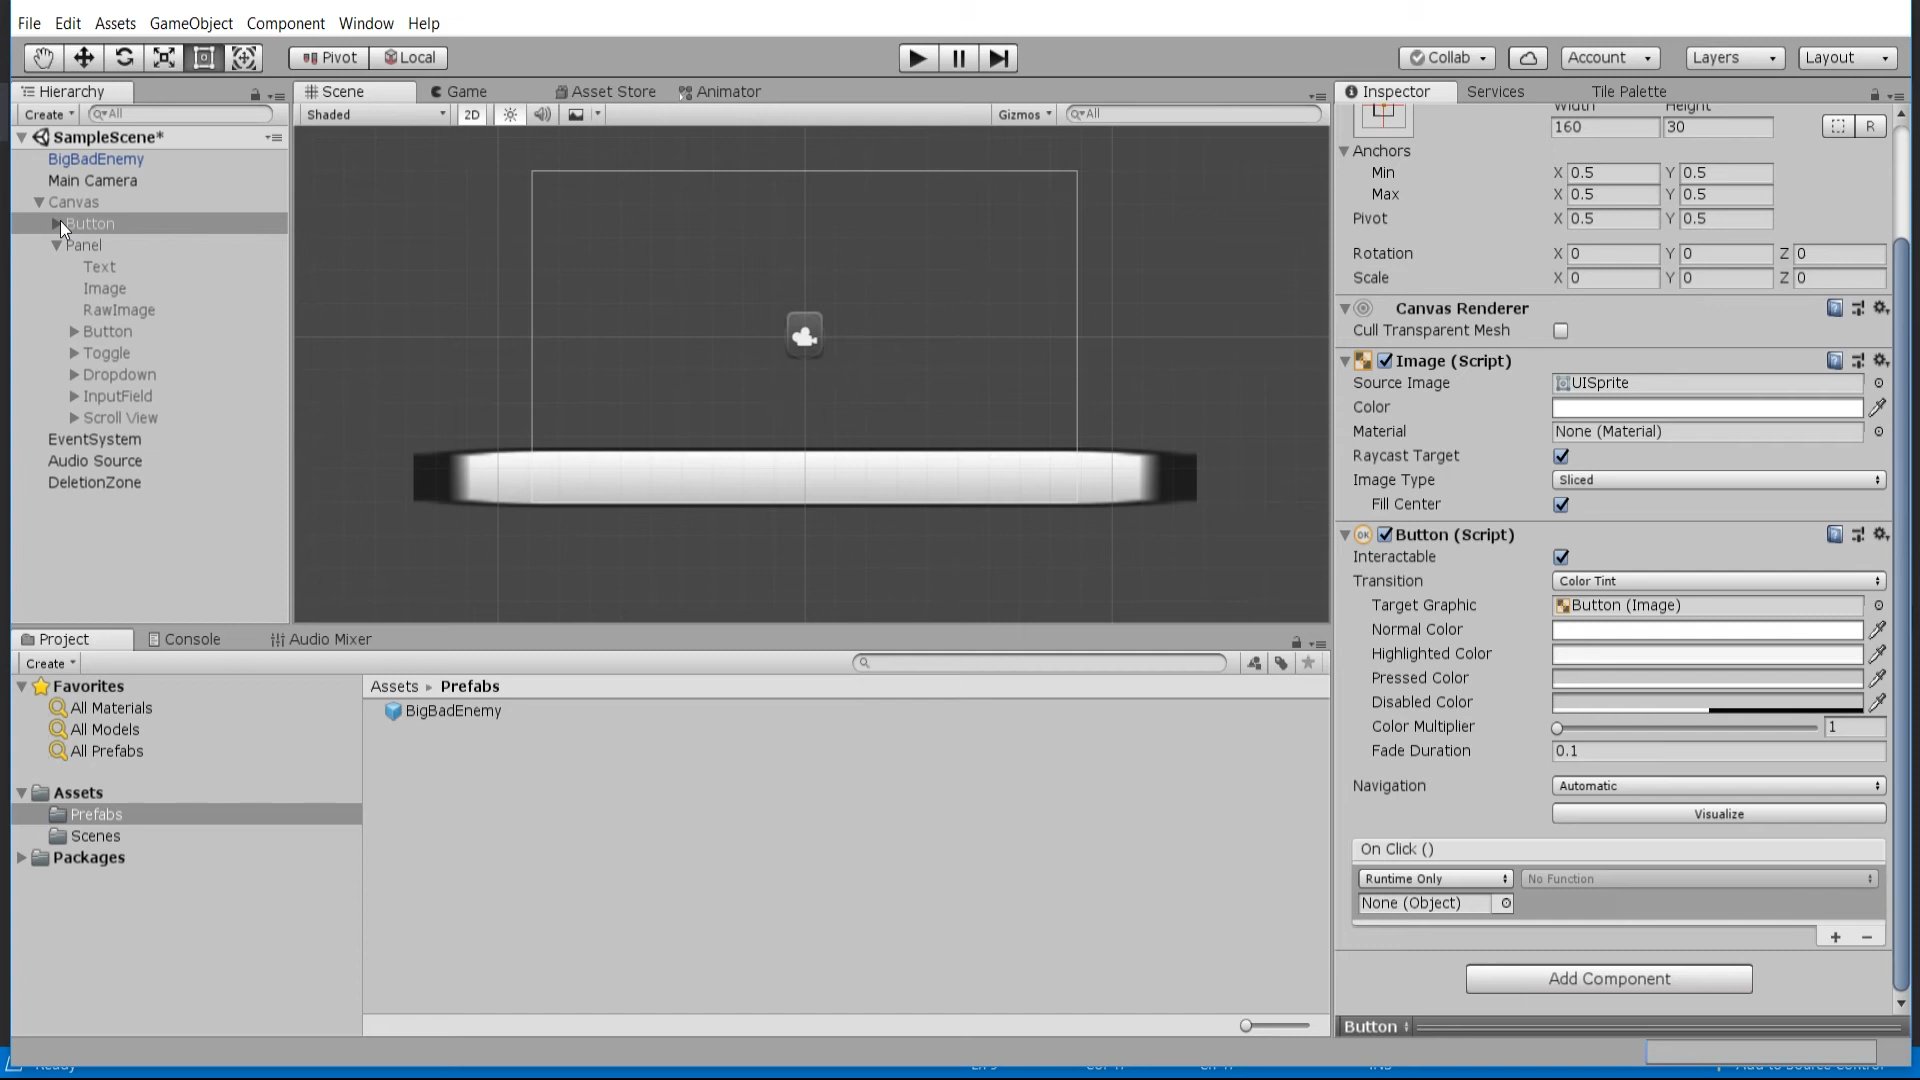 File Edit Assets GameObject Component Window Help
Pivot Local Collab Account Layers Layout
Hierarchy Scene Game Asset Store Animator Inspector Services Tile Palette
Create All Shaded 2D Gizmos All Width Height
160 30 R
SampleScene*
BigBadEnemy
Main Camera
Canvas
Button
Panel
Text
Image
RawImage
Button
Toggle
Dropdown
InputField
Scroll View
EventSystem
Audio Source
DeletionZone
Anchors
Min X 0.5 Y 0.5
Max X 0.5 Y 0.5
Pivot X 0.5 Y 0.5
Rotation X 0 Y 0 Z 0
Scale X 0 Y 0 Z 0
Canvas Renderer
Cull Transparent Mesh
Image (Script)
Source Image UISprite
Color
Material None (Material)
Raycast Target
Image Type Sliced
Fill Center
OK Button (Script)
Interactable
Transition Color Tint
Target Graphic Button (Image)
Normal Color
Highlighted Color
Pressed Color
Disabled Color
Color Multiplier 1
Fade Duration 0.1
Navigation Automatic
Visualize
On Click ()
Runtime Only No Function
None (Object)
+ −
Add Component
Button
Project Console Audio Mixer
Create
Favorites
All Materials
All Models
All Prefabs
Assets
Prefabs
Scenes
Packages
Assets Prefabs
BigBadEnemy